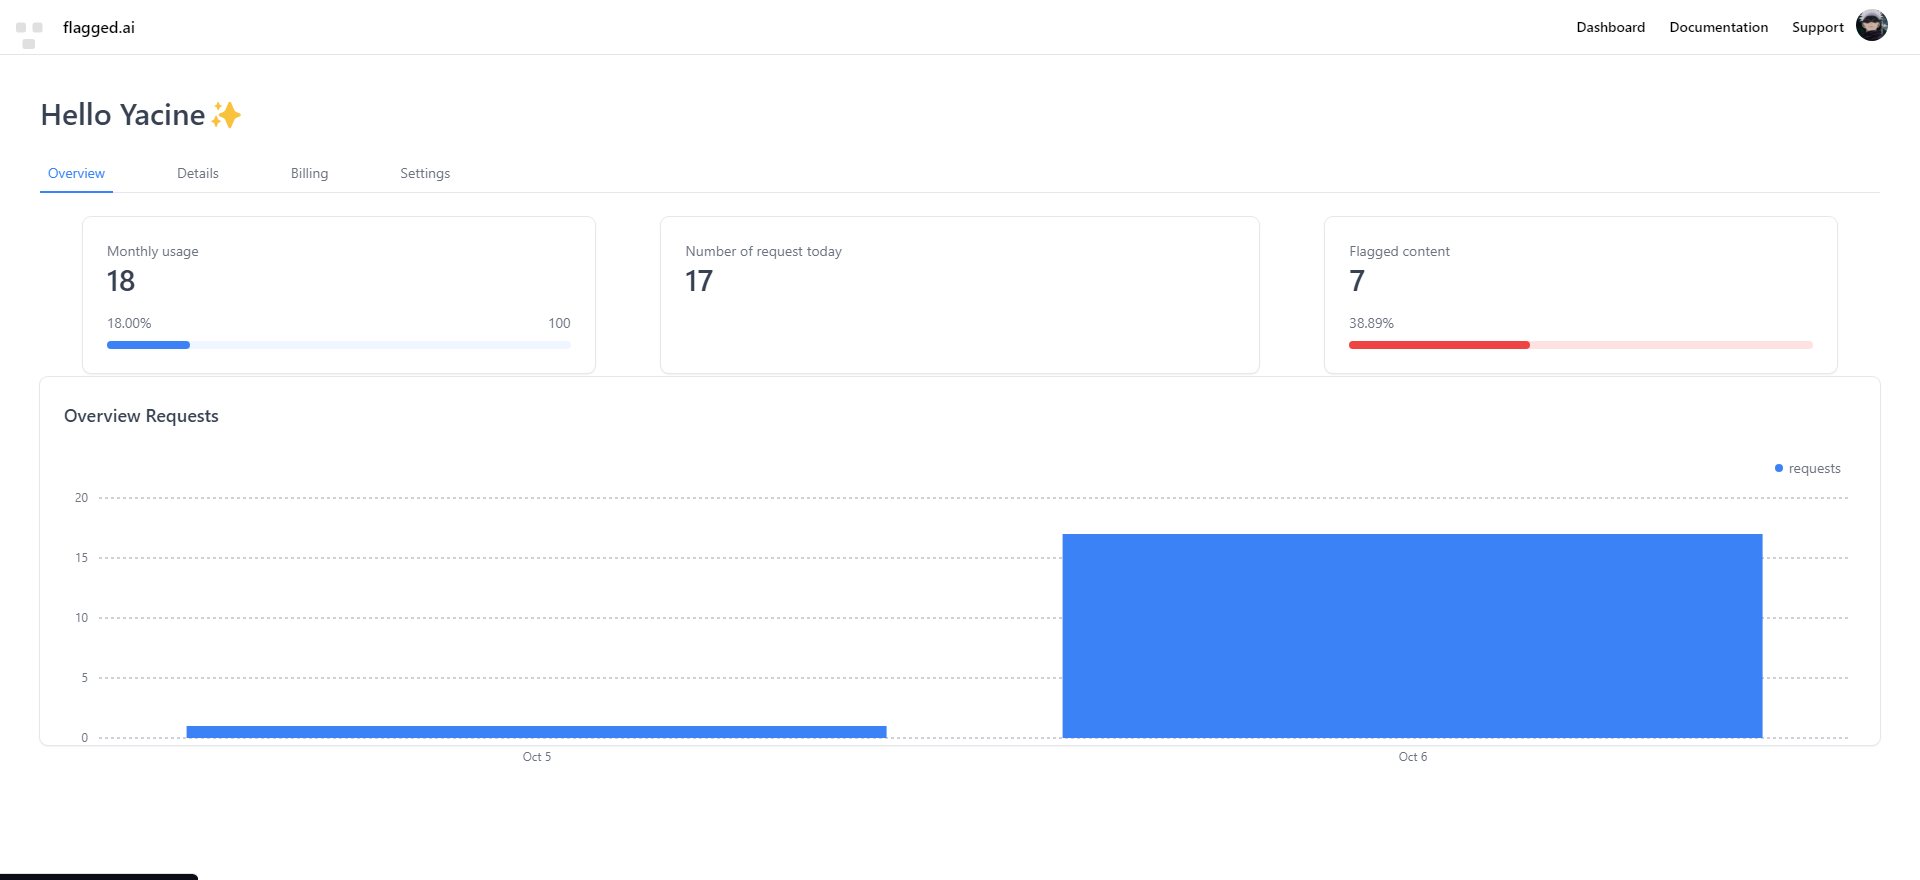 flagged.ai
Dashboard Documentation Support
Hello Yacine✨
Overview Details Billing Settings
Monthly usage
18
18.00% 100
Number of request today
17
Flagged content
7
38.89%
Overview Requests
requests
20
15
10
5
0
Oct 5 Oct 6